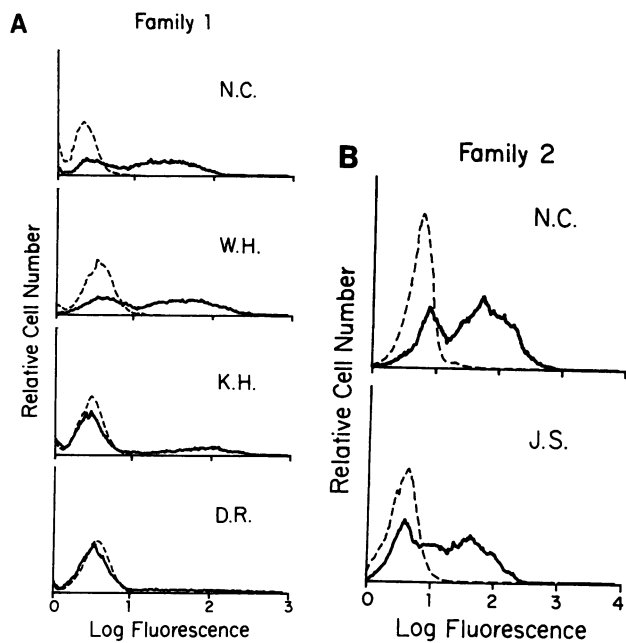 A
Family 1
N.C.
W.H.
K.H.
D.R.
Relative Cell Number
0 1 2 3
Log Fluorescence
B
Family 2
N.C.
J.S.
Relative Cell Number
0 1 2 3 4
Log Fluorescence